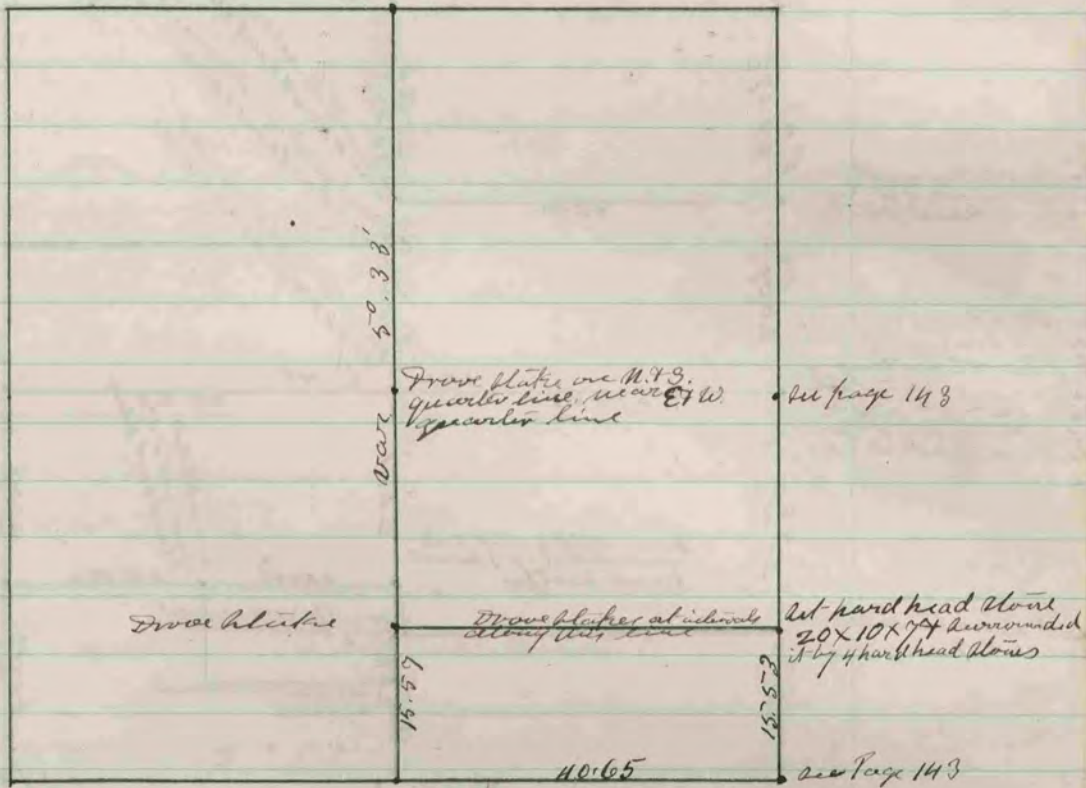 Var 5°. 33'
Drove Stake on N. & S.
quarter line, near E & W.
quarter line
See page 143
Drove Stake
Drove Stakes at intervals
along this line
Set hard head Stone
20 X 10 X 7 & surrounded
it by 4 hard head Stones
15.57
15.53
40.65
See Page 143